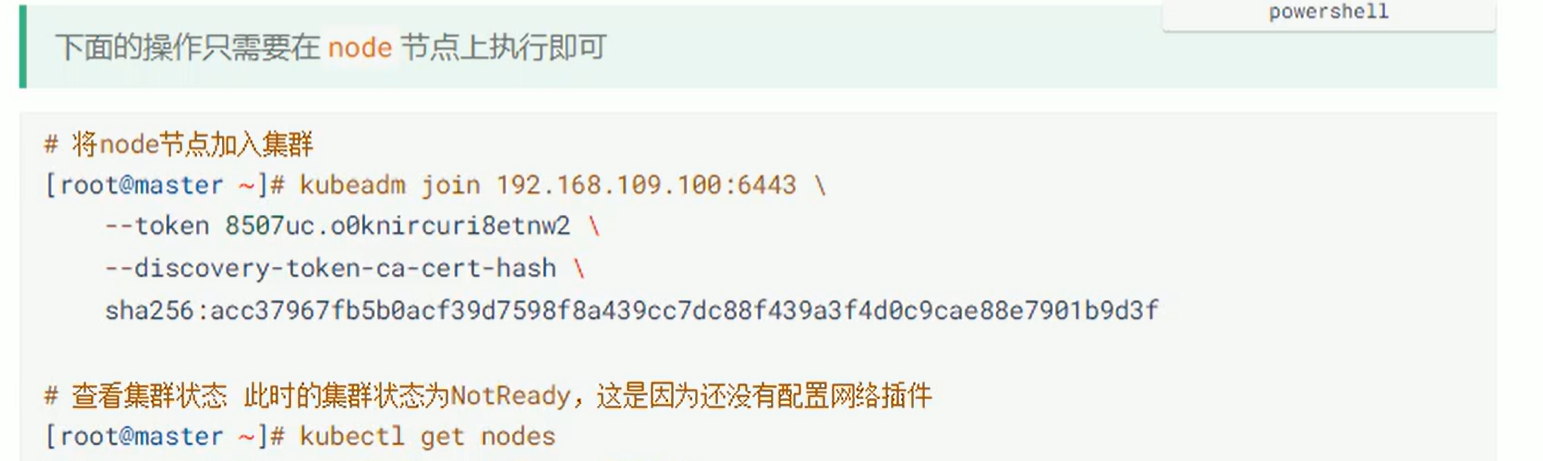 powershell
下面的操作只需要在 node 节点上执行即可
# 将node节点加入集群
[root@master ~]# kubeadm join 192.168.109.100:6443 \
--token 8507uc.o0knircuri8etnw2 \
--discovery-token-ca-cert-hash \
sha256:acc37967fb5b0acf39d7598f8a439cc7dc88f439a3f4d0c9cae88e7901b9d3f
# 查看集群状态 此时的集群状态为NotReady，这是因为还没有配置网络插件
[root@master ~]# kubectl get nodes